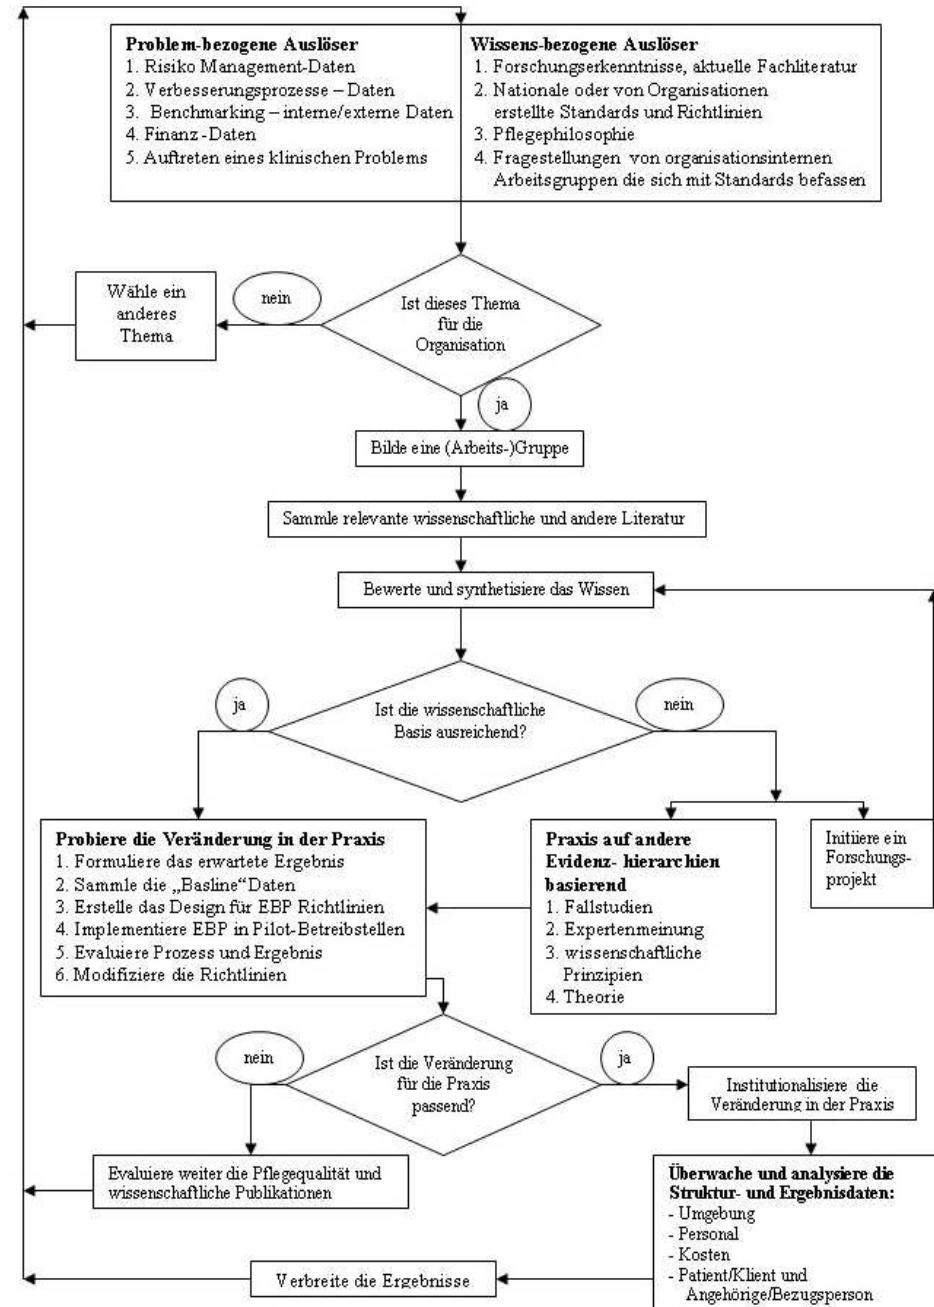 Problem-bezogene Auslöser
1. Risiko Management-Daten
2. Verbesserungsprozesse – Daten
3. Benchmarking – interne/externe Daten
4. Finanz-Daten
5. Auftreten eines klinischen Problems
Wissens-bezogene Auslöser
1. Forschungserkenntnisse, aktuelle Fachliteratur
2. Nationale oder von Organisationen
erstellte Standards und Richtlinien
3. Pflegephilosophie
4. Fragestellungen von organisationsinternen
Arbeitsgruppen die sich mit Standards befassen
Wähle ein
anderes
Thema
nein
Ist dieses Thema
für die
Organisation
ja
Bilde eine (Arbeits-)Gruppe
Sammle relevante wissenschaftliche und andere Literatur
Bewerte und synthetisiere das Wissen
ja
Ist die wissenschaftliche
Basis ausreichend?
nein
Probiere die Veränderung in der Praxis
1. Formuliere das erwartete Ergebnis
2. Sammle die „Basline“ Daten
3. Erstelle das Design für EBP Richtlinien
4. Implementiere EBP in Pilot-Betreibstellen
5. Evaluiere Prozess und Ergebnis
6. Modifiziere die Richtlinien
Praxis auf andere
Evidenz- hierarchien
basierend
1. Fallstudien
2. Expertenmeinung
3. wissenschaftliche
Prinzipien
4. Theorie
Initiiere ein
Forschungs-
projekt
nein
Ist die Veränderung
für die Praxis
passend?
ja
Institutionalisiere die
Veränderung in der Praxis
Evaluiere weiter die Pflegequalität und
wissenschaftliche Publikationen
Überwache und analysiere die
Struktur- und Ergebnisdaten:
- Umgebung
- Personal
- Kosten
- Patient/Klient und
Angehörige/Bezugsperson
Verbreite die Ergebnisse